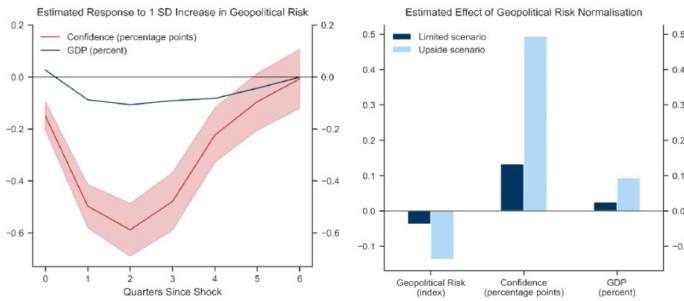 Estimated Response to 1 SD Increase in Geopolitical Risk
0.2
0.0
−0.2
−0.4
−0.6
Confidence (percentage points)
GDP (percent)
0.2
0.0
−0.2
−0.4
−0.6
0 1 2 3 4 5 6
Quarters Since Shock
Estimated Effect of Geopolitical Risk Normalisation
0.5
0.4
0.3
0.2
0.1
0.0
−0.1
Limited scenario
Upside scenario
0.5
0.4
0.3
0.2
0.1
0.0
−0.1
Geopolitical Risk Confidence GDP
(index) (percentage points) (percent)